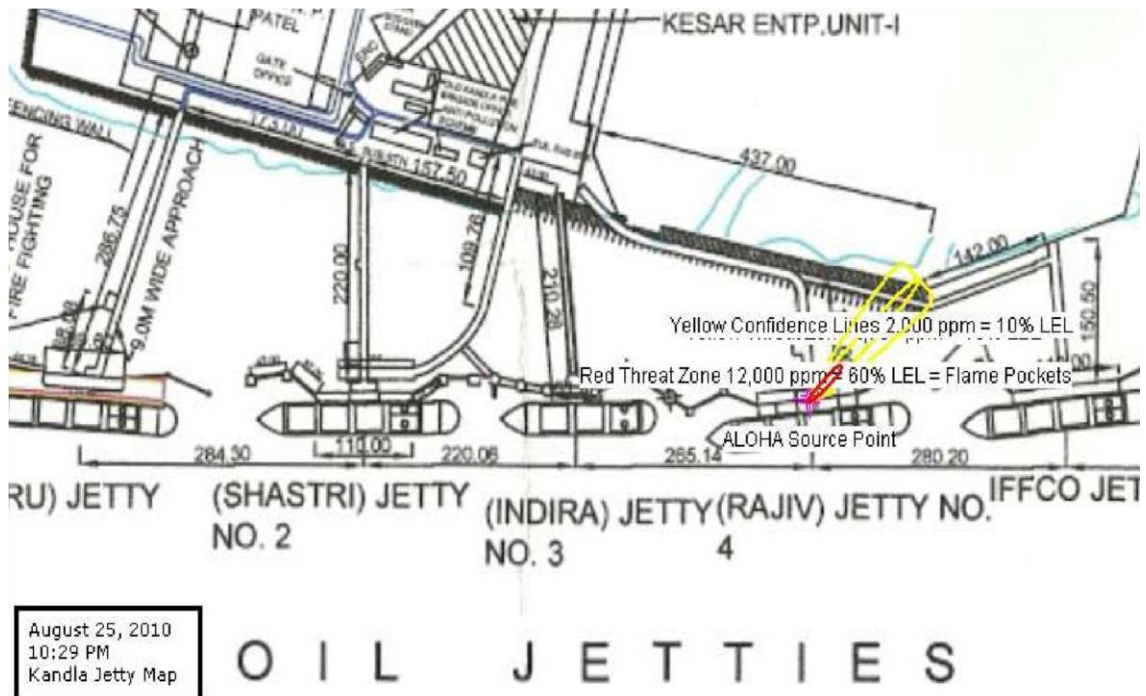 PATEL
KESAR ENTP.UNIT-I
GATE
OFFICE
FENCING WALL
157.50
437.00
HOUSE FOR
FIRE FIGHTING
286.75
9.0M WIDE APPROACH
220.00
109.76
210.28
142.00
150.50
Yellow Confidence Lines 2,000 ppm = 10% LEL
Red Threat Zone 12,000 ppm = 60% LEL = Flame Pockets
ALOHA Source Point
284.30
110.00
220.06
265.14
280.20
RU) JETTY
(SHASTRI) JETTY
NO. 2
(INDIRA) JETTY
NO. 3
(RAJIV) JETTY NO.
4
IFFCO JET
August 25, 2010
10:29 PM
Kandla Jetty Map
OIL JETTIES